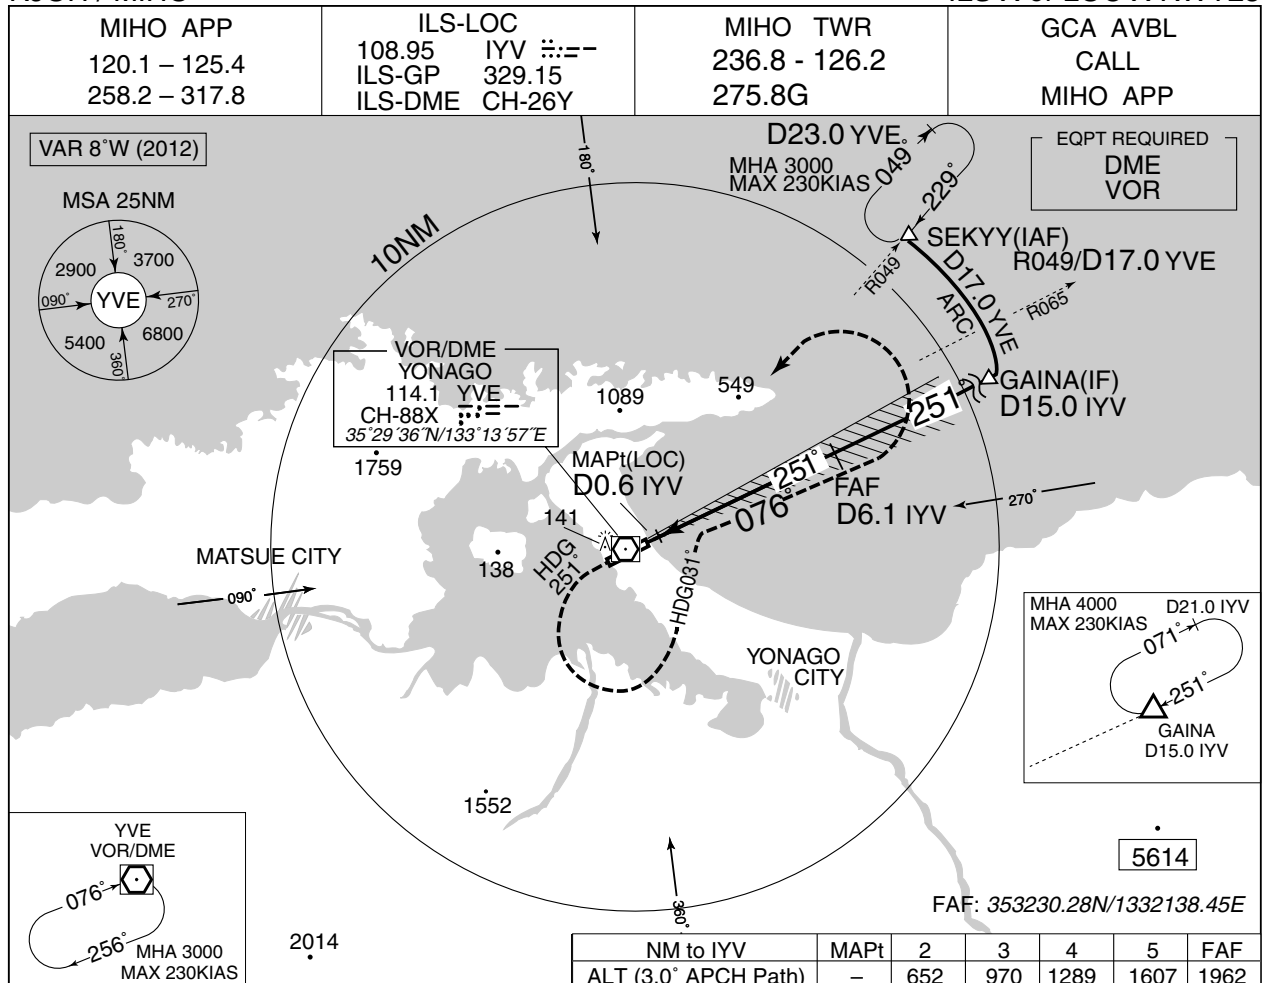 MIHO APP
120.1 – 125.4
258.2 – 317.8
ILS-LOC
108.95 IYV
ILS-GP 329.15
ILS-DME CH-26Y
MIHO TWR
236.8 - 126.2
275.8G
GCA AVBL
CALL
MIHO APP
VAR 8˚W (2012)
MSA 25NM
180˚
2900
3700
090˚
YVE
270˚
5400
6800
360˚
10NM
180˚
D23.0 YVE
MHA 3000
MAX 230KIAS
049˚
229˚
EQPT REQUIRED
DME
VOR
SEKYY(IAF)
R049/D17.0 YVE
R049
D17.0 YVE
ARC
R065
GAINA(IF)
D15.0 IYV
VOR/DME
YONAGO
114.1 YVE
CH-88X
35˚29´36˝N/133˚13´57˝E
1089
549
251
1759
MAPt(LOC)
D0.6 IYV
251˚
076˚
FAF
D6.1 IYV
270˚
141
138
HDG
251˚
HDG031˚
MATSUE CITY
090˚
YONAGO
CITY
MHA 4000
MAX 230KIAS
D21.0 IYV
071˚
251˚
GAINA
D15.0 IYV
1552
5614
360˚
FAF: 353230.28N/1332138.45E
YVE
VOR/DME
076˚
256˚
MHA 3000
MAX 230KIAS
2014
NM to IYV MAPt 2 3 4 5 FAF
ALT (3.0˚ APCH Path) – 652 970 1289 1607 1962